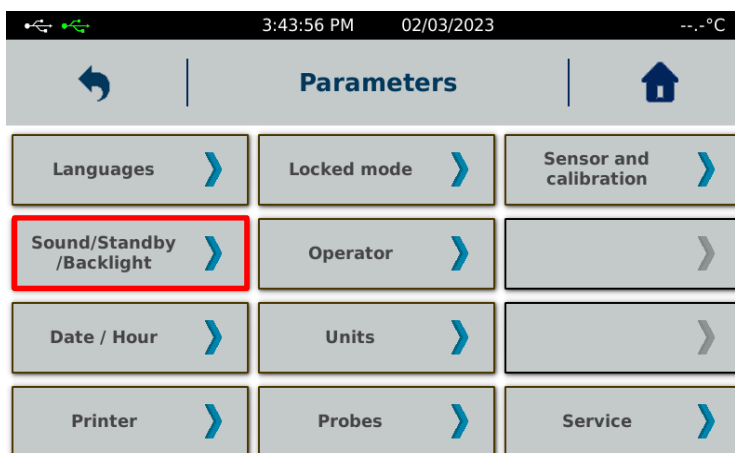 3:43:56 PM 02/03/2023 --.-°C
Parameters
Languages
Locked mode
Sensor and
calibration
Sound/Standby
/Backlight
Operator
Date / Hour
Units
Printer
Probes
Service